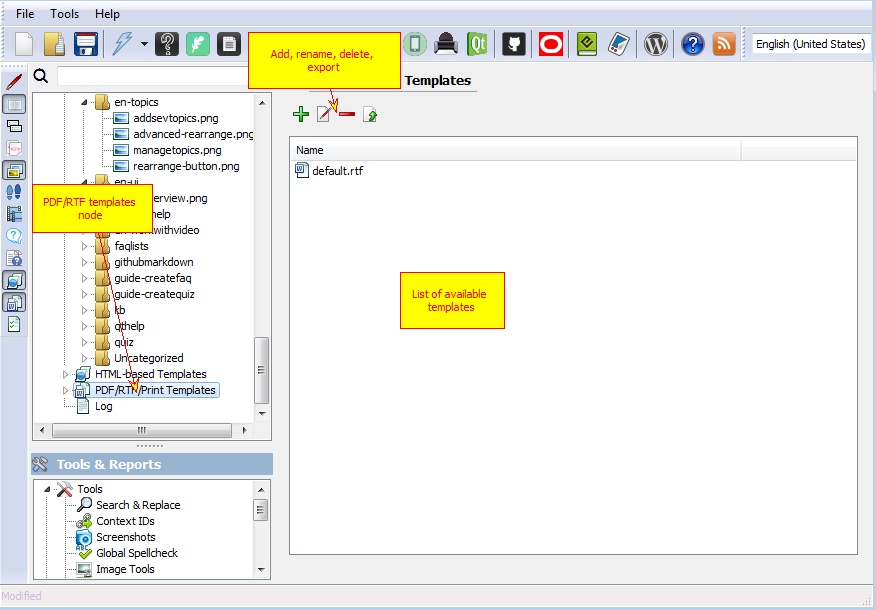 File Tools Help
Add, rename, delete,
export
Qt
English (United States)
Templates
en-topics
addsevtopics.png
advanced-rearrange.png
managetopics.png
rearrange-button.png
en-ui
PDF/RTF templates
node
erview.png
help
withvideo
faqlists
githubmarkdown
guide-createfaq
guide-createquiz
kb
qthelp
quiz
Uncategorized
HTML-based Templates
PDF/RTF/Print Templates
Log
Name
default.rtf
List of available
templates
Tools & Reports
Tools
Search & Replace
Context IDs
Screenshots
Global Spellcheck
Image Tools
Modified